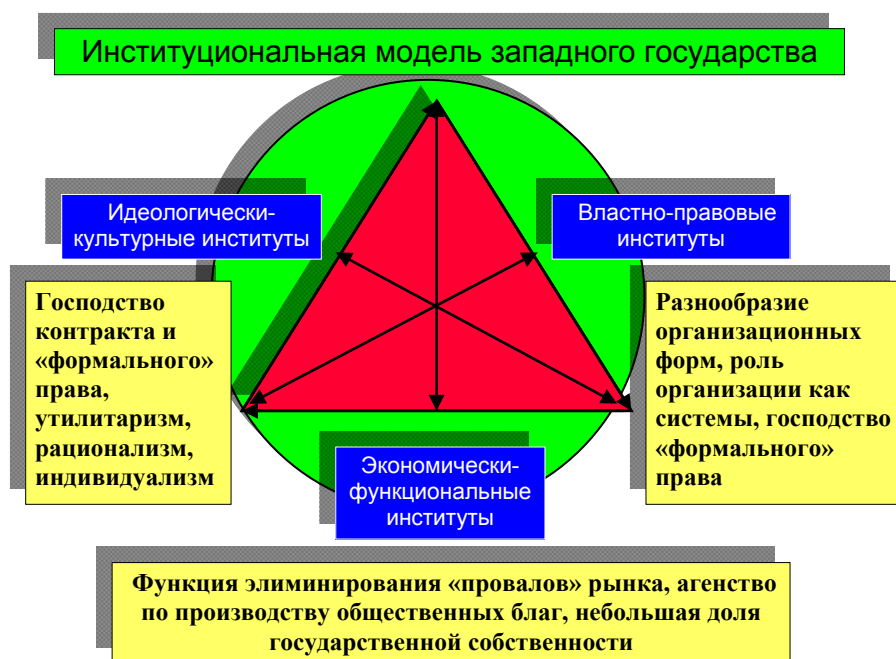 Институциональная модель западного государства
Идеологически-
культурные институты
Властно-правовые
институты
Господство
контракта и
«формального»
права,
утилитаризм,
рационализм,
индивидуализм
Разнообразие
организационных
форм, роль
организации как
системы, господство
«формального»
права
Экономически-
функциональные
институты
Функция элиминирования «провалов» рынка, агенство
по производству общественных благ, небольшая доля
государственной собственности